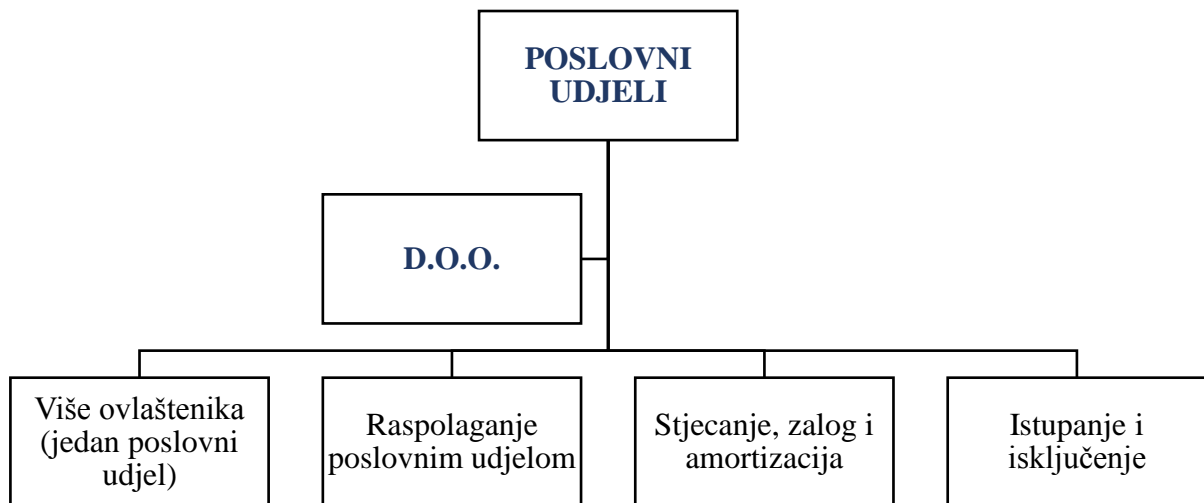 POSLOVNI
UDJELI
D.O.O.
Više ovlaštenika
(jedan poslovni
udjel)
Raspolaganje
poslovnim udjelom
Stjecanje, zalog i
amortizacija
Istupanje i
isključenje